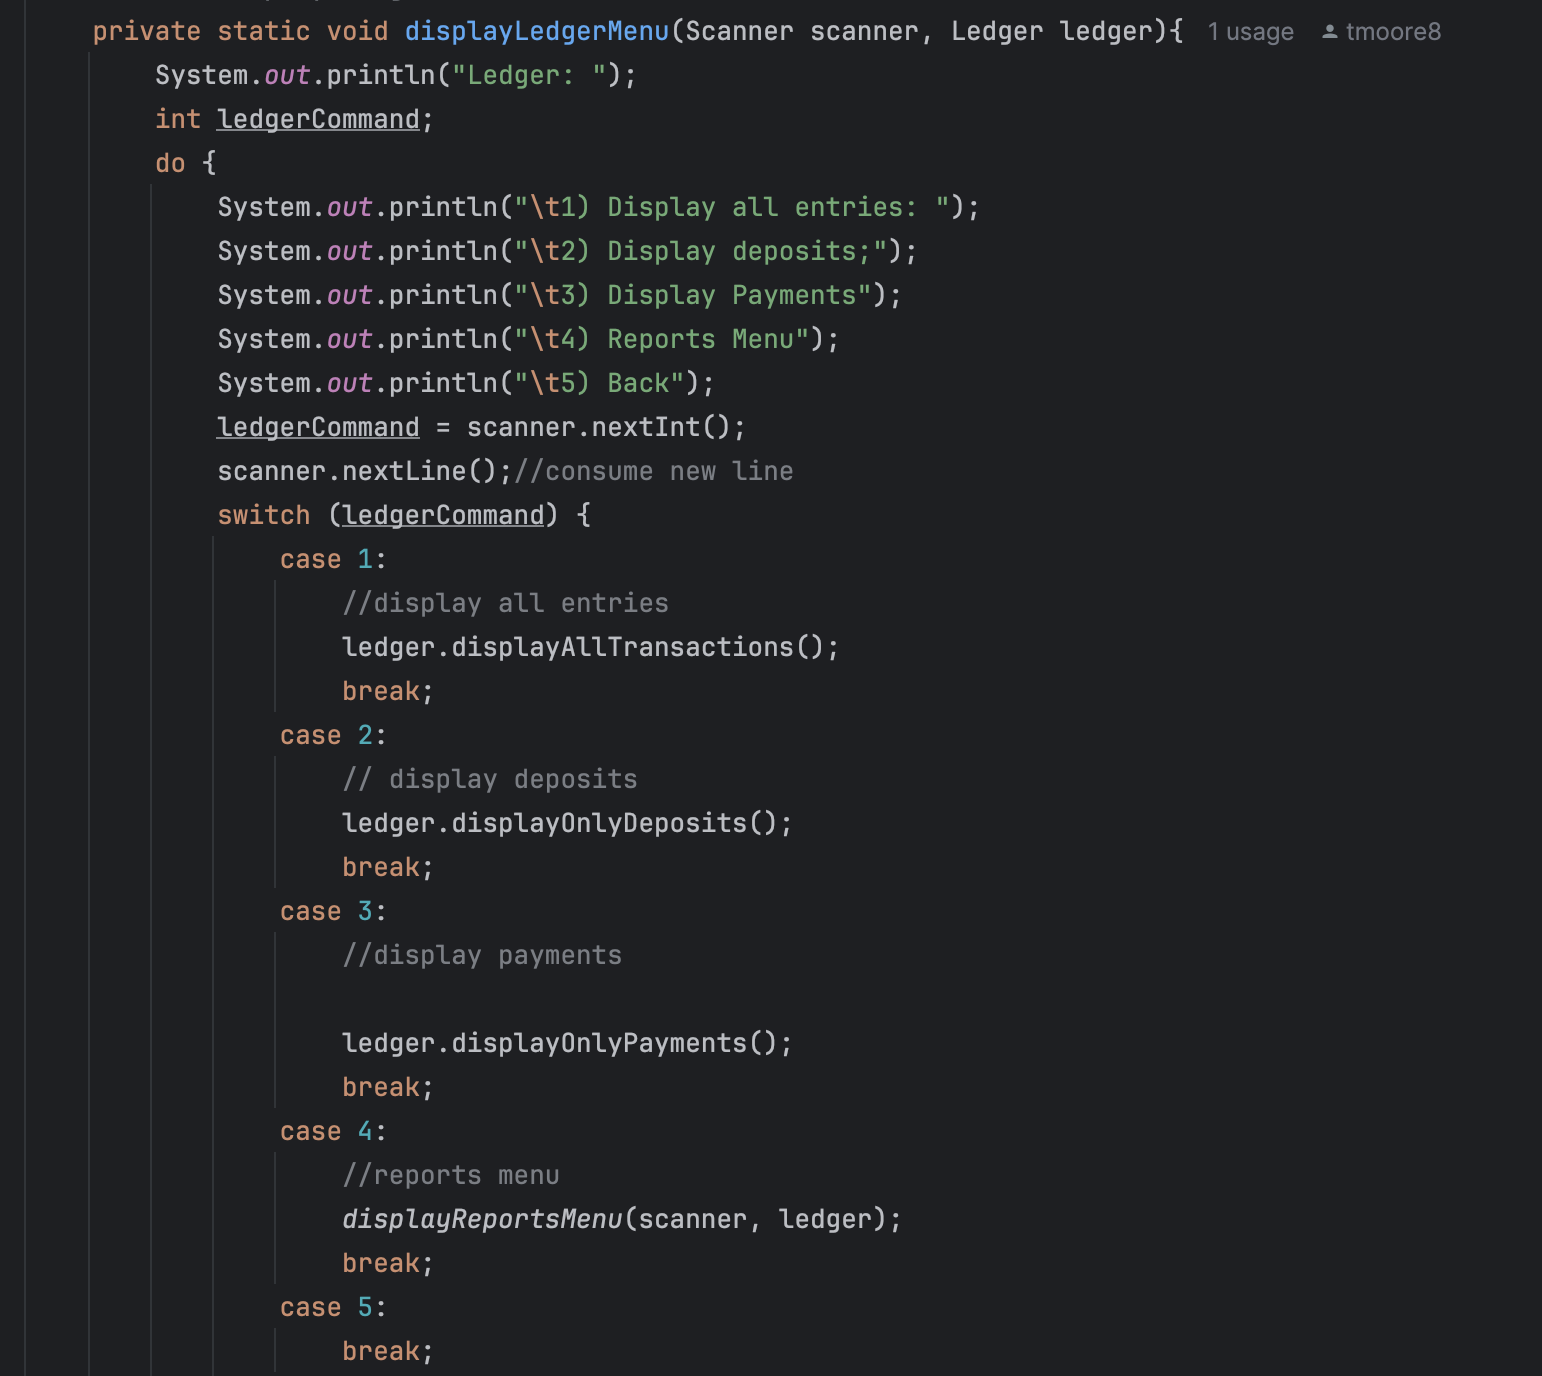 private static void displayLedgerMenu(Scanner scanner, Ledger ledger){ 1 usage tmoore8
System.out.println("Ledger: ");
int ledgerCommand;
do {
System.out.println("\t1) Display all entries: ");
System.out.println("\t2) Display deposits;");
System.out.println("\t3) Display Payments");
System.out.println("\t4) Reports Menu");
System.out.println("\t5) Back");
ledgerCommand = scanner.nextInt();
scanner.nextLine();//consume new line
switch (ledgerCommand) {
case 1:
//display all entries
ledger.displayAllTransactions();
break;
case 2:
// display deposits
ledger.displayOnlyDeposits();
break;
case 3:
//display payments
ledger.displayOnlyPayments();
break;
case 4:
//reports menu
displayReportsMenu(scanner, ledger);
break;
case 5:
break;